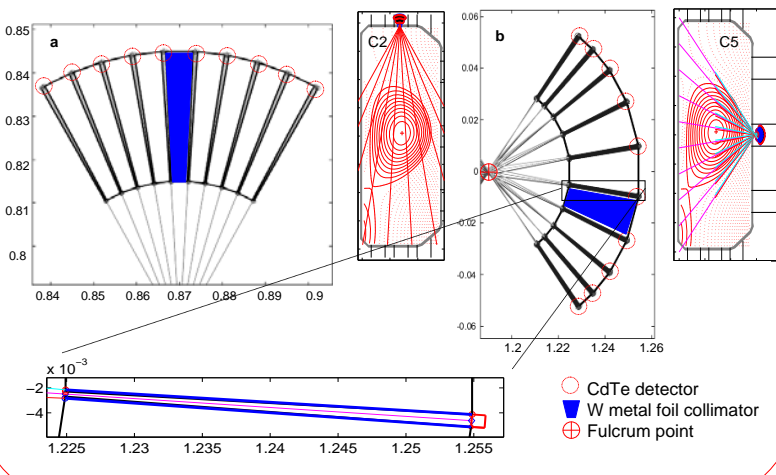 a
0.85
0.84
0.83
0.82
0.81
0.8
0.84 0.85 0.86 0.87 0.88 0.89 0.9
C2
b
0.06
0.04
0.02
0
-0.02
-0.04
-0.06
1.2 1.22 1.24 1.26
C5
x 10⁻³
−2
−4
1.225 1.23 1.235 1.24 1.245 1.25 1.255
CdTe detector
W metal foil collimator
Fulcrum point